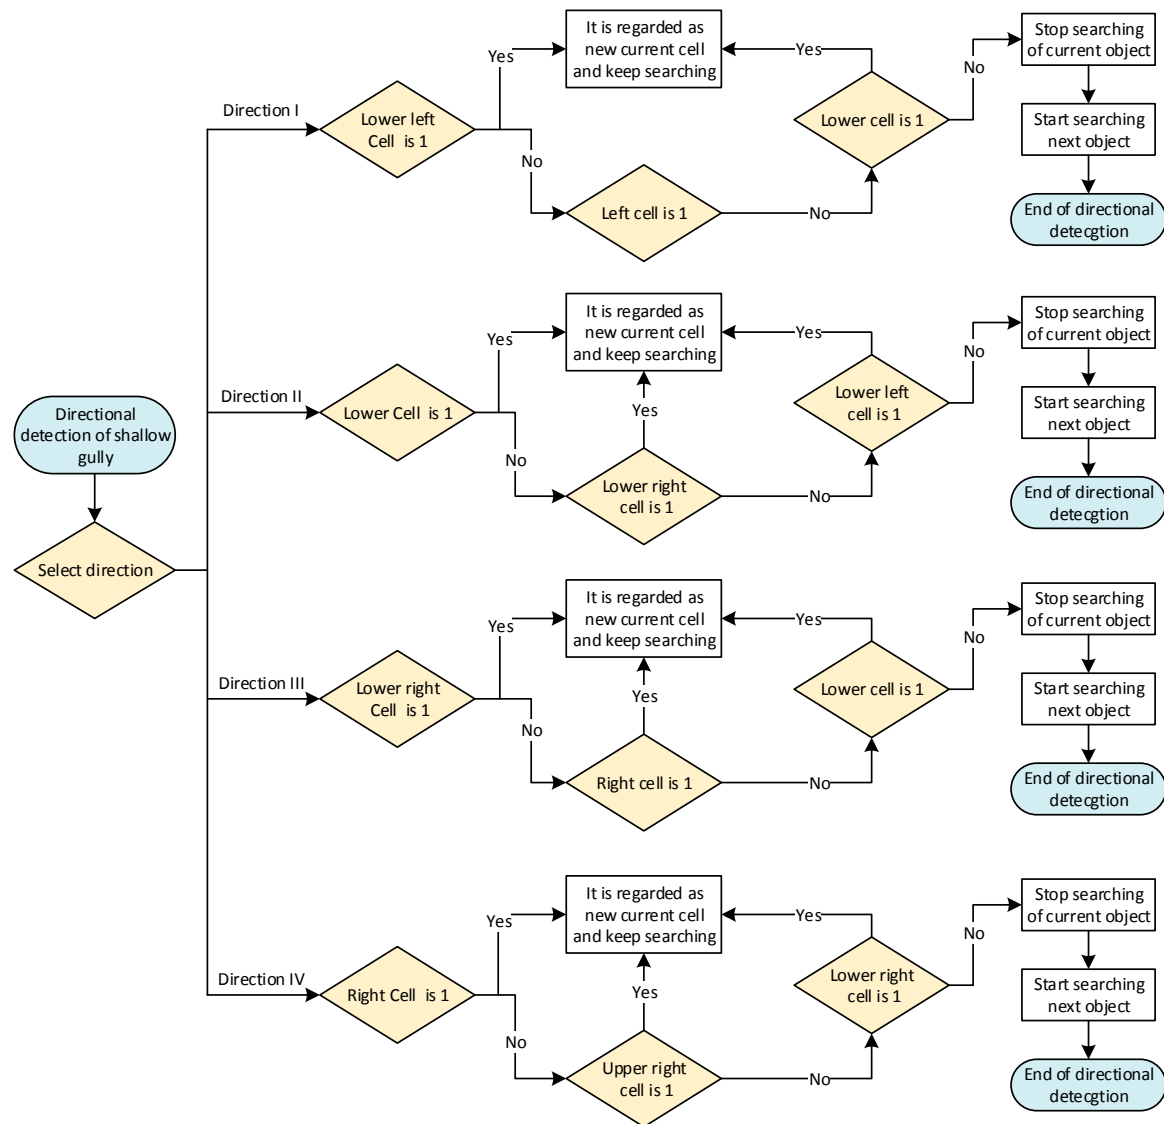 Directional
detection of shallow
gully
Select direction
Direction I
Lower left
Cell is 1
Yes
No
It is regarded as
new current cell
and keep searching
Left cell is 1
No
Lower cell is 1
Yes
No
Stop searching
of current object
Start searching
next object
End of directional
detecgtion
Direction II
Lower Cell is 1
Yes
No
It is regarded as
new current cell
and keep searching
Yes
Lower right
cell is 1
No
Lower left
cell is 1
Yes
No
Stop searching
of current object
Start searching
next object
End of directional
detecgtion
Direction III
Lower right
Cell is 1
Yes
No
It is regarded as
new current cell
and keep searching
Yes
Right cell is 1
No
Lower cell is 1
Yes
No
Stop searching
of current object
Start searching
next object
End of directional
detecgtion
Direction IV
Right Cell is 1
Yes
No
It is regarded as
new current cell
and keep searching
Yes
Upper right
cell is 1
No
Lower right
cell is 1
Yes
No
Stop searching
of current object
Start searching
next object
End of directional
detecgtion